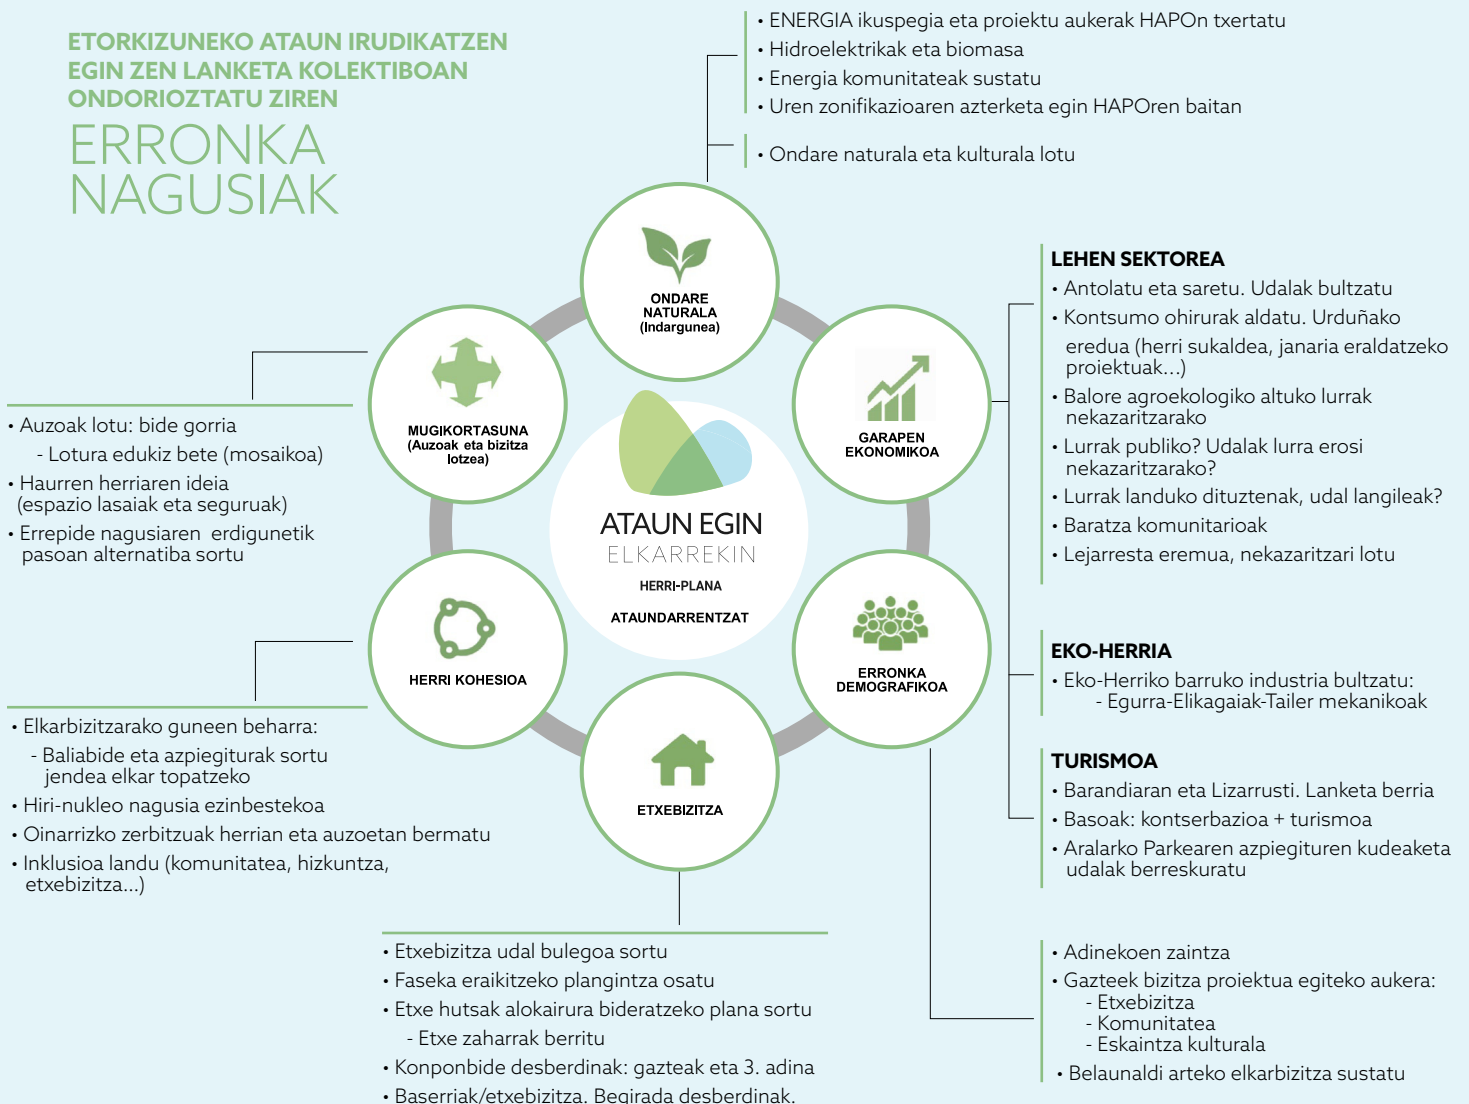 ETORKIZUNEKO ATAUN IRUDIKATZEN
EGIN ZEN LANKETA KOLEKTIBOAN
ONDORIOZTATU ZIREN
ERRONKA
NAGUSIAK
• ENERGIA ikuspegia eta proiektu aukerak HAPOn txertatu
• Hidroelektrikak eta biomasa
• Energia komunitateak sustatu
• Uren zonifikazioaren azterketa egin HAPOren baitan
• Ondare naturala eta kulturala lotu
ONDARE
NATURALA
(Indargunea)
MUGIKORTASUNA
(Auzoak eta bizitza
lotzea)
GARAPEN
EKONOMIKOA
HERRI KOHESIOA
ERRONKA
DEMOGRAFIKOA
ETXEBIZITZA
ATAUN EGIN
ELKARREKIN
HERRI-PLANA
ATAUNDARRENTZAT
• Auzoak lotu: bide gorria
- Lotura edukiz bete (mosaikoa)
• Haurren herriaren ideia
(espazio lasaiak eta seguruak)
• Errepide nagusiaren erdigunetik
pasoan alternatiba sortu
• Elkarbizitzarako guneen beharra:
- Baliabide eta azpiegiturak sortu
jendea elkar topatzeko
• Hiri-nukleo nagusia ezinbestekoa
• Oinarrizko zerbitzuak herrian eta auzoetan bermatu
• Inklusioa landu (komunitatea, hizkuntza,
etxebizitza...)
• Etxebizitza udal bulegoa sortu
• Faseka eraikitzeko plangintza osatu
• Etxe hutsak alokairura bideratzeko plana sortu
- Etxe zaharrak berritu
• Konponbide desberdinak: gazteak eta 3. adina
• Baserriak/etxebizitza. Begirada desberdinak.
LEHEN SEKTOREA
• Antolatu eta saretu. Udalak bultzatu
• Kontsumo ohirurak aldatu. Urduñako
eredua (herri sukaldea, janaria eraldatzeko
proiektuak...)
• Balore agroekologiko altuko lurrak
nekazaritzarako
• Lurrak publiko? Udalak lurra erosi
nekazaritzarako?
• Lurrak landuko dituztenak, udal langileak?
• Baratza komunitarioak
• Lejarresta eremua, nekazaritzari lotu
EKO-HERRIA
• Eko-Herriko barruko industria bultzatu:
- Egurra-Elikagaiak-Tailer mekanikoak
TURISMOA
• Barandiaran eta Lizarrusti. Lanketa berria
• Basoak: kontserbazioa + turismoa
• Aralarko Parkearen azpiegituren kudeaketa
udalak berreskuratu
• Adinekoen zaintza
• Gazteek bizitza proiektua egiteko aukera:
- Etxebizitza
- Komunitatea
- Eskaintza kulturala
• Belaunaldi arteko elkarbizitza sustatu